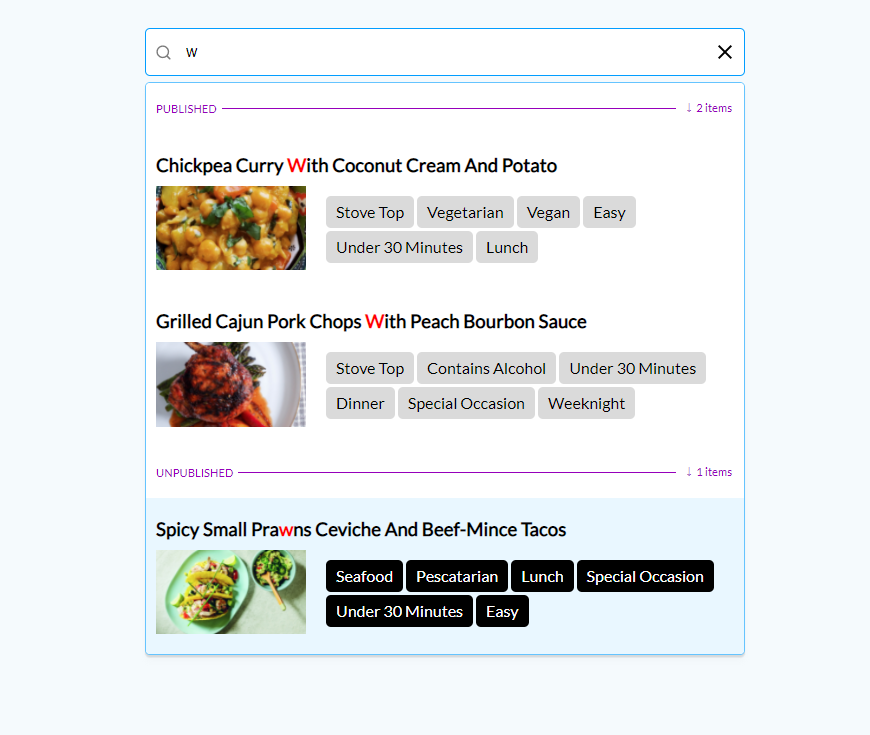 w
PUBLISHED ↓ 2 items
Chickpea Curry With Coconut Cream And Potato
Stove Top Vegetarian Vegan Easy
Under 30 Minutes Lunch
Grilled Cajun Pork Chops With Peach Bourbon Sauce
Stove Top Contains Alcohol Under 30 Minutes
Dinner Special Occasion Weeknight
UNPUBLISHED ↓ 1 items
Spicy Small Prawns Ceviche And Beef-Mince Tacos
Seafood Pescatarian Lunch Special Occasion
Under 30 Minutes Easy